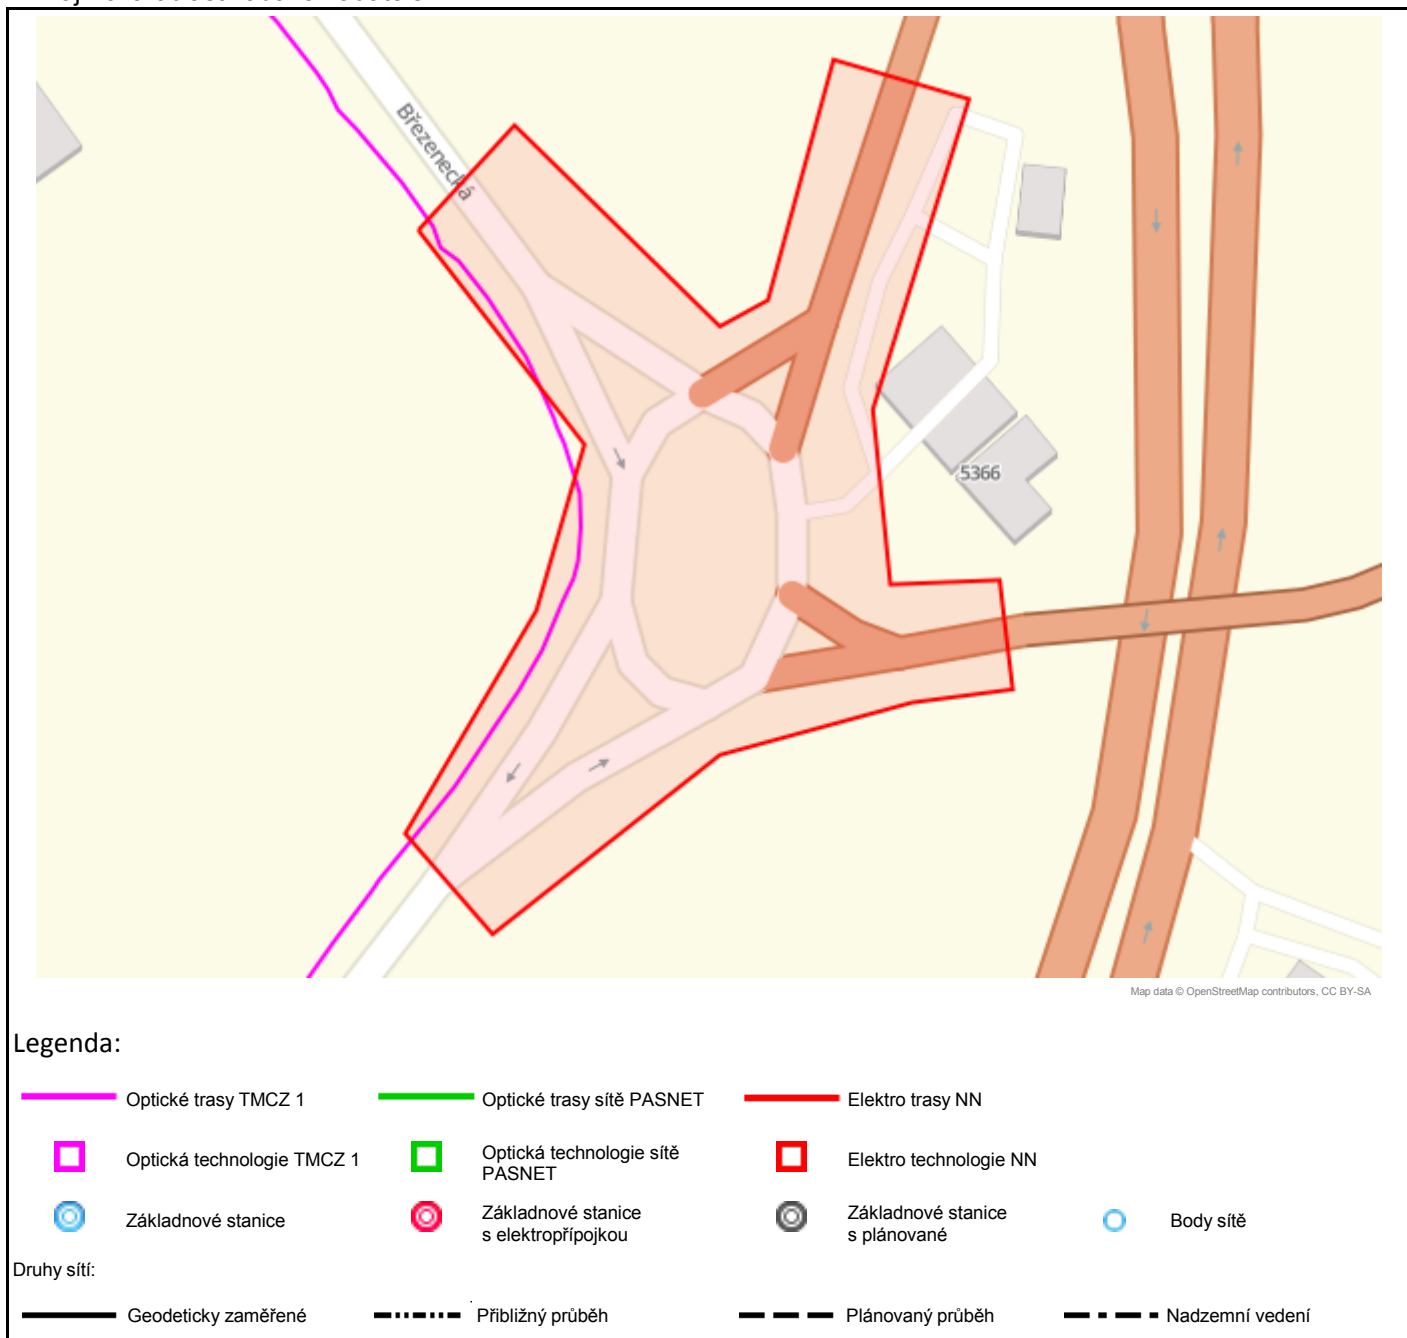 Březenecká
5366
Map data © OpenStreetMap contributors, CC BY-SA
Legenda:
Optické trasy TMCZ 1
Optické trasy sítě PASNET
Elektro trasy NN
Optická technologie TMCZ 1
Optická technologie sítě
PASNET
Elektro technologie NN
Základnové stanice
Základnové stanice
s elektropřípojkou
Základnové stanice
s plánované
Body sítě
Druhy sítí:
Geodeticky zaměřené
Přibližný průběh
Plánovaný průběh
Nadzemní vedení